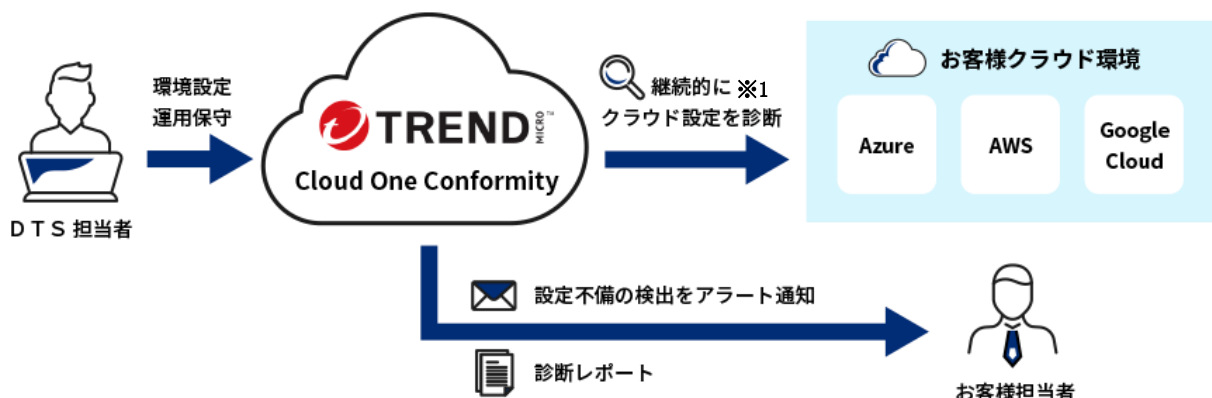 環境設定
運用保守
DTS 担当者
TREND MICRO™
Cloud One Conformity
継続的に ※1
クラウド設定を診断
お客様クラウド環境
Azure
AWS
Google
Cloud
設定不備の検出をアラート通知
診断レポート
お客様担当者